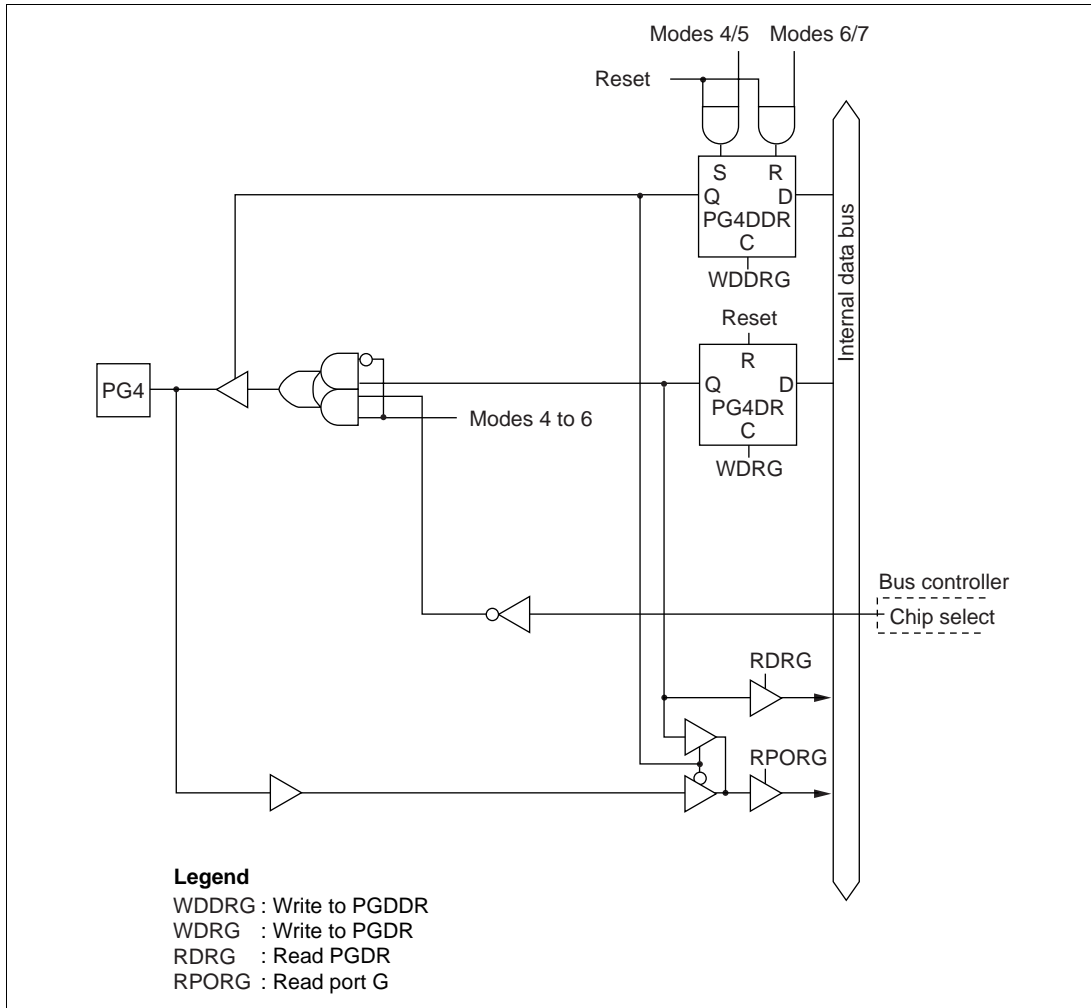 Modes 4/5 Modes 6/7
Reset
S R
Q D
PG4DDR
C
WDDRG
Internal data bus
Reset
R
PG4 Q D
PG4DR
Modes 4 to 6
C
WDRG
Bus controller
Chip select
RDRG
RPORG
Legend
WDDRG : Write to PGDDR
WDRG : Write to PGDR
RDRG : Read PGDR
RPORG : Read port G